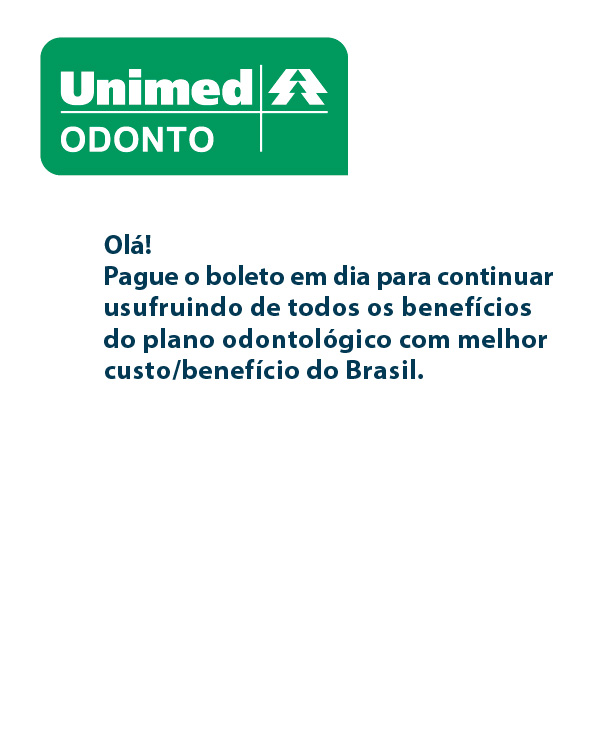 Unimed
ODONTO
Olá!
Pague o boleto em dia para continuar
usufruindo de todos os benefícios
do plano odontológico com melhor
custo/benefício do Brasil.